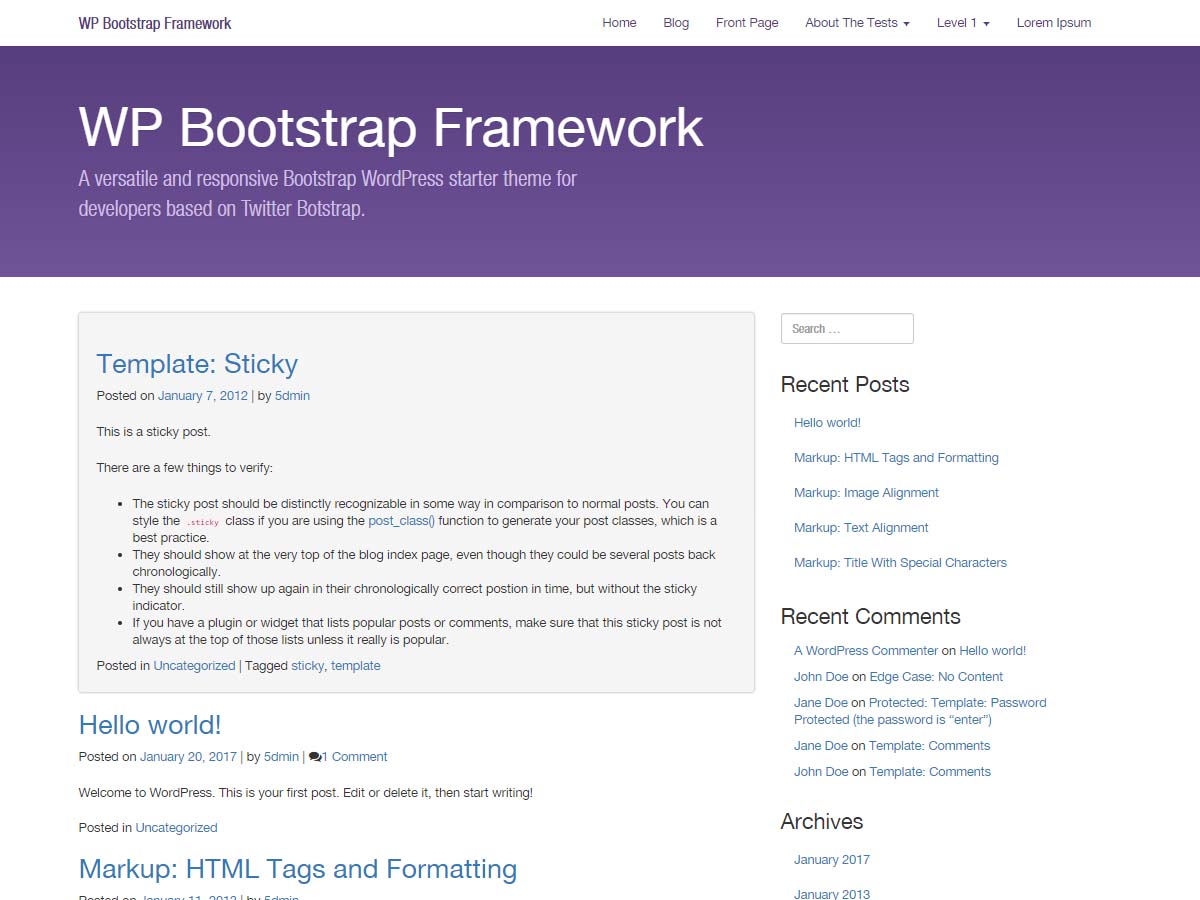 WP Bootstrap Framework
Home Blog Front Page About The Tests Level 1 Lorem Ipsum
WP Bootstrap Framework
A versatile and responsive Bootstrap WordPress starter theme for
developers based on Twitter Botstrap.
Template: Sticky
Posted on January 7, 2012 | by 5dmin
This is a sticky post.
There are a few things to verify:
• The sticky post should be distinctly recognizable in some way in comparison to normal posts. You can
style the .sticky class if you are using the post_class() function to generate your post classes, which is a
best practice.
• They should show at the very top of the blog index page, even though they could be several posts back
chronologically.
• They should still show up again in their chronologically correct postion in time, but without the sticky
indicator.
• If you have a plugin or widget that lists popular posts or comments, make sure that this sticky post is not
always at the top of those lists unless it really is popular.
Posted in Uncategorized | Tagged sticky, template
Hello world!
Posted on January 20, 2017 | by 5dmin | 1 Comment
Welcome to WordPress. This is your first post. Edit or delete it, then start writing!
Posted in Uncategorized
Markup: HTML Tags and Formatting
Posted on January 11, 2013 | by 5dmin
Search …
Recent Posts
Hello world!
Markup: HTML Tags and Formatting
Markup: Image Alignment
Markup: Text Alignment
Markup: Title With Special Characters
Recent Comments
A WordPress Commenter on Hello world!
John Doe on Edge Case: No Content
Jane Doe on Protected: Template: Password
Protected (the password is “enter”)
Jane Doe on Template: Comments
John Doe on Template: Comments
Archives
January 2017
January 2013